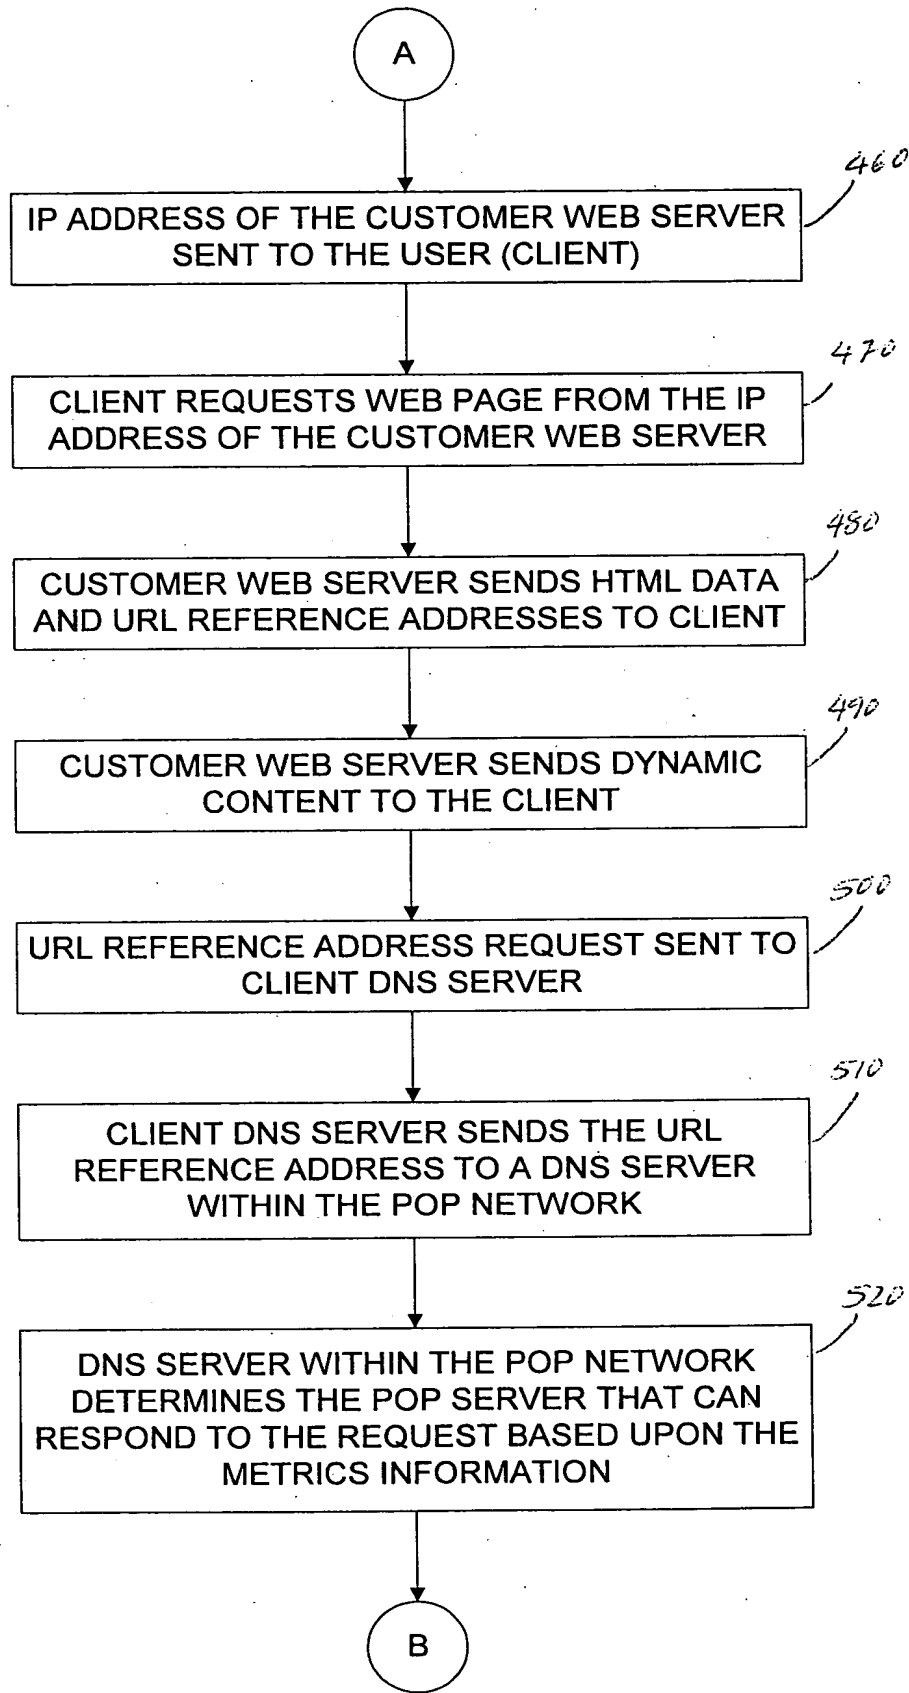 A
460
IP ADDRESS OF THE CUSTOMER WEB SERVER
SENT TO THE USER (CLIENT)
470
CLIENT REQUESTS WEB PAGE FROM THE IP
ADDRESS OF THE CUSTOMER WEB SERVER
480
CUSTOMER WEB SERVER SENDS HTML DATA
AND URL REFERENCE ADDRESSES TO CLIENT
490
CUSTOMER WEB SERVER SENDS DYNAMIC
CONTENT TO THE CLIENT
500
URL REFERENCE ADDRESS REQUEST SENT TO
CLIENT DNS SERVER
510
CLIENT DNS SERVER SENDS THE URL
REFERENCE ADDRESS TO A DNS SERVER
WITHIN THE POP NETWORK
520
DNS SERVER WITHIN THE POP NETWORK
DETERMINES THE POP SERVER THAT CAN
RESPOND TO THE REQUEST BASED UPON THE
METRICS INFORMATION
B